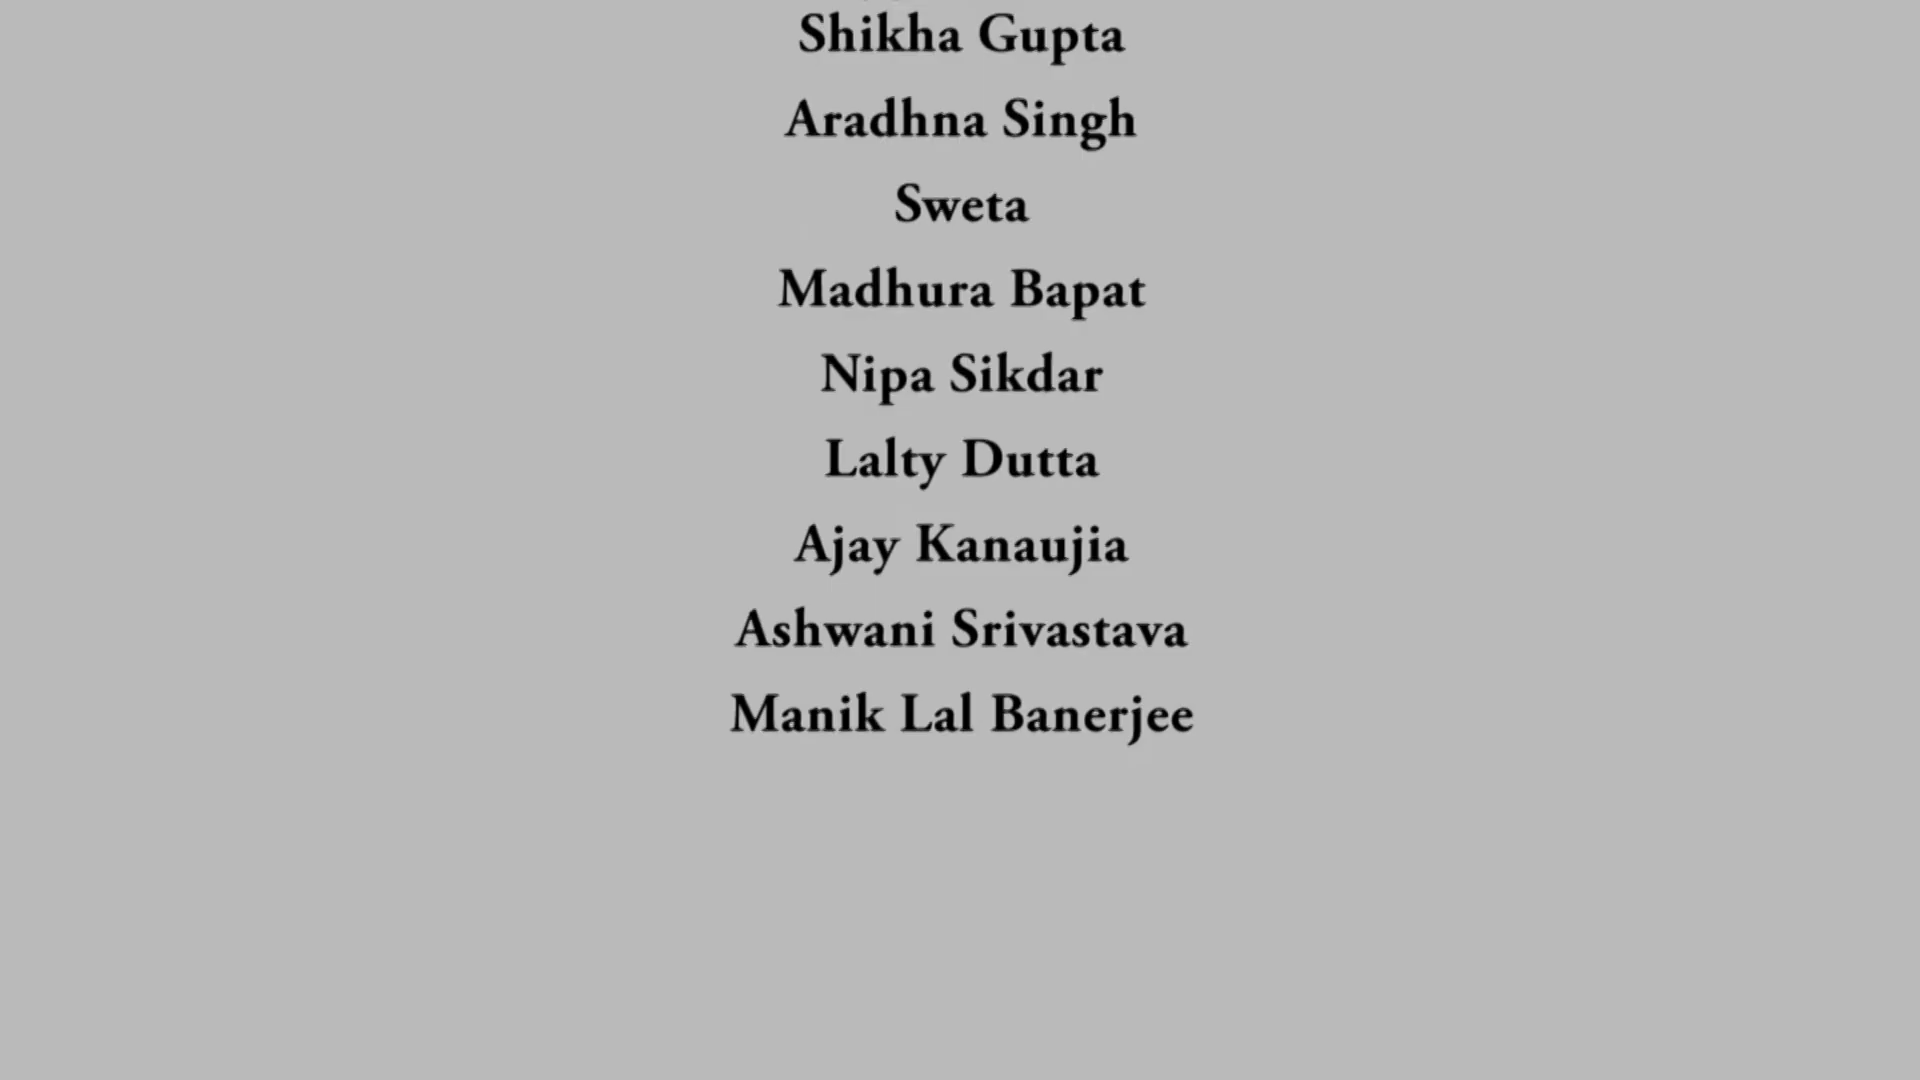 Shikha Gupta
Aradhna Singh
Sweta
Madhura Bapat
Nipa Sikdar
Lalty Dutta
Ajay Kanaujia
Ashwani Srivastava
Manik Lal Banerjee